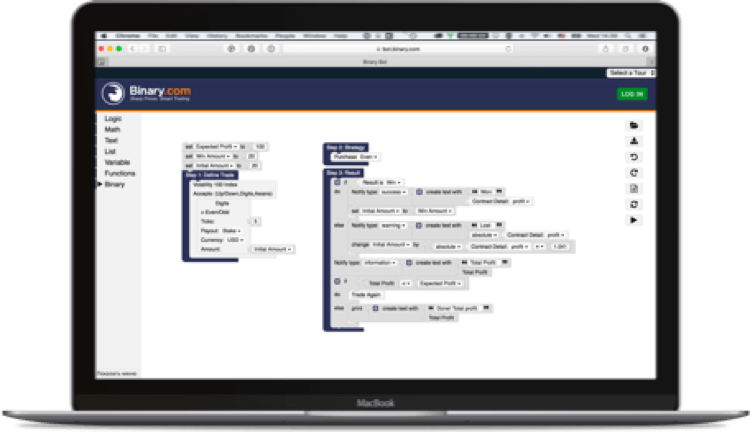 Chrome File Edit View History Bookmarks People Window Help
bot.binary.com
Binary Bot
Select a Tour
Binary.com
Sharp Prices. Smart Trading
LOG IN
Logic
Math
Text
List
Variable
Functions
Binary
set Expected Profit to 100
set Win Amount to 20
set Initial Amount to 20
Step 1: Define Trade
Volatility 100 Index
Accepts: (Up/Down,Digits,Asians)
Digits
> Even/Odd
Ticks: 5
Payout: Stake
Currency: USD
Amount: Initial Amount
Step 2: Strategy
Purchase Even
Step 3: Result
if Result is Win
do Notify type: success create text with " Won: "
Contract Detail: profit
set Initial Amount to Win Amount
else Notify type: warning create text with " Lost: "
absolute Contract Detail: profit
change Initial Amount by absolute Contract Detail: profit × 1.091
Notify type: information create text with " Total Profit: "
Total Profit
if Total Profit < Expected Profit
do Trade Again
else print create text with " Done! Total profit: "
Total Profit
Показать меню
MacBook